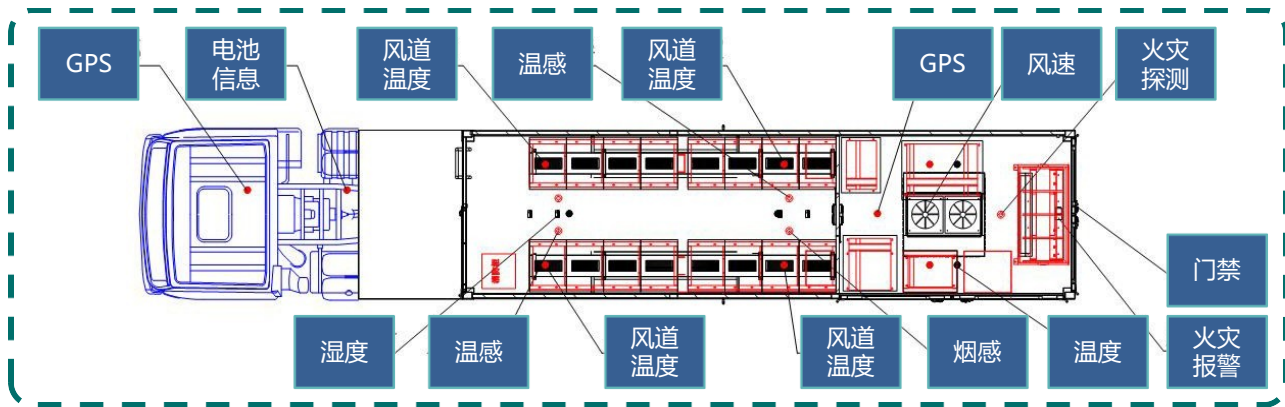 GPS
电池
信息
风道
温度
温感
风道
温度
GPS
风速
火灾
探测
门禁
湿度
温感
风道
温度
风道
温度
烟感
温度
火灾
报警